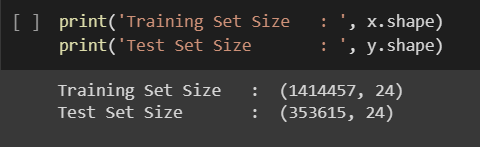 [ ] print('Training Set Size   : ', x.shape)
print('Test Set Size       : ', y.shape)
Training Set Size   :  (1414457, 24)
Test Set Size       :  (353615, 24)